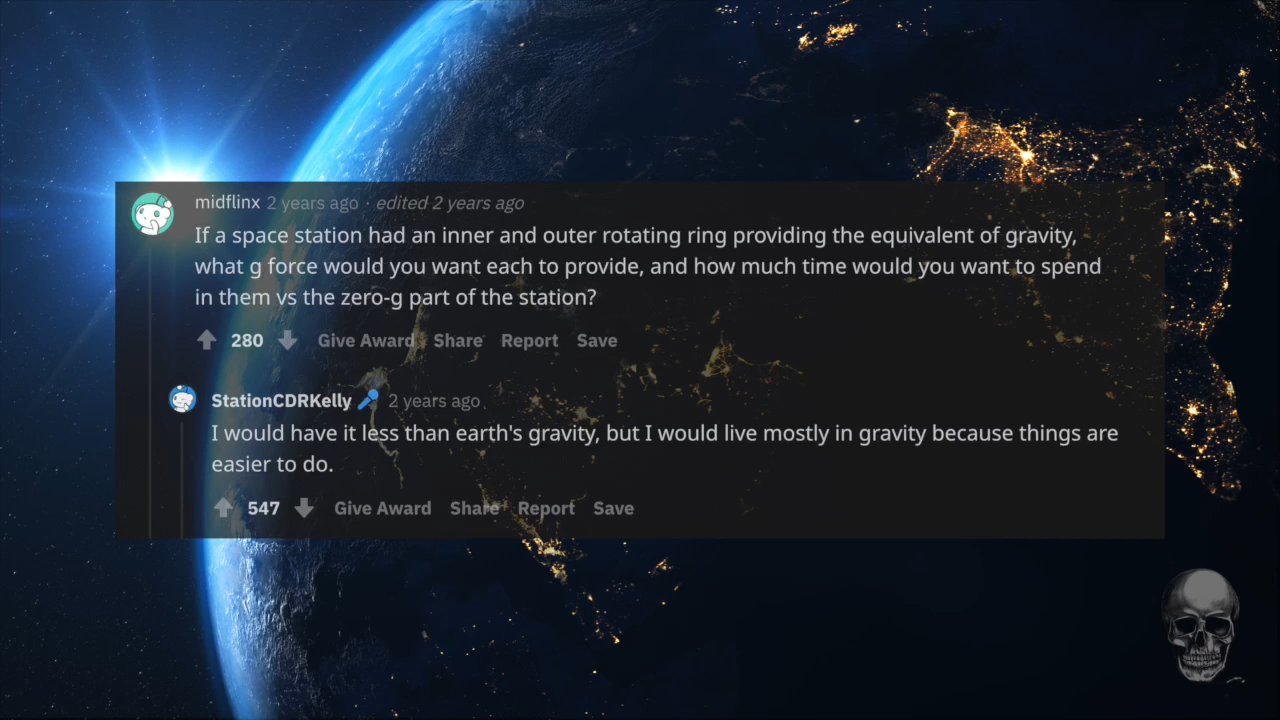 midflinx 2 years ago · edited 2 years ago
If a space station had an inner and outer rotating ring providing the equivalent of gravity,
what g force would you want each to provide, and how much time would you want to spend
in them vs the zero-g part of the station?
280 Give Award Share Report Save
StationCDRKelly 2 years ago
I would have it less than earth's gravity, but I would live mostly in gravity because things are
easier to do.
547 Give Award Share Report Save